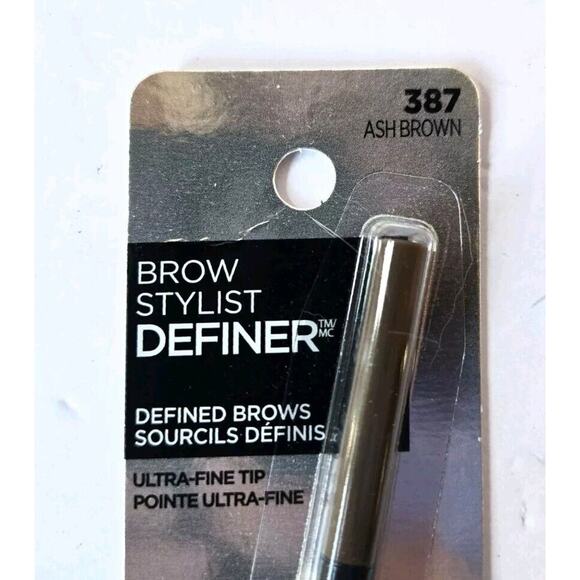 387
ASH BROWN
BROW
STYLIST
DEFINER TM/
MC
DEFINED BROWS
SOURCILS DÉFINIS
ULTRA-FINE TIP
POINTE ULTRA-FINE